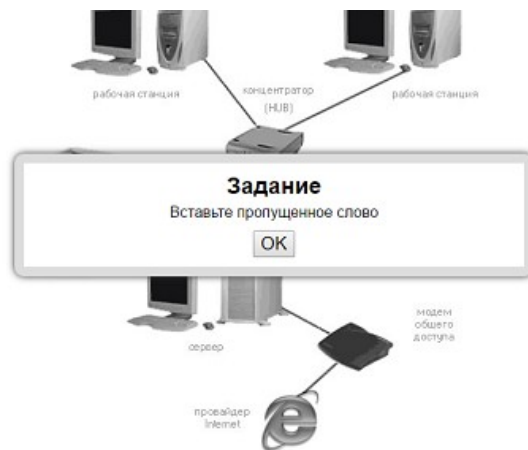 рабочая станция
концентратор
(HUB)
рабочая станция
Задание
Вставьте пропущенное слово
OK
сервер
модем
общего
доступа
провайдер
Internet